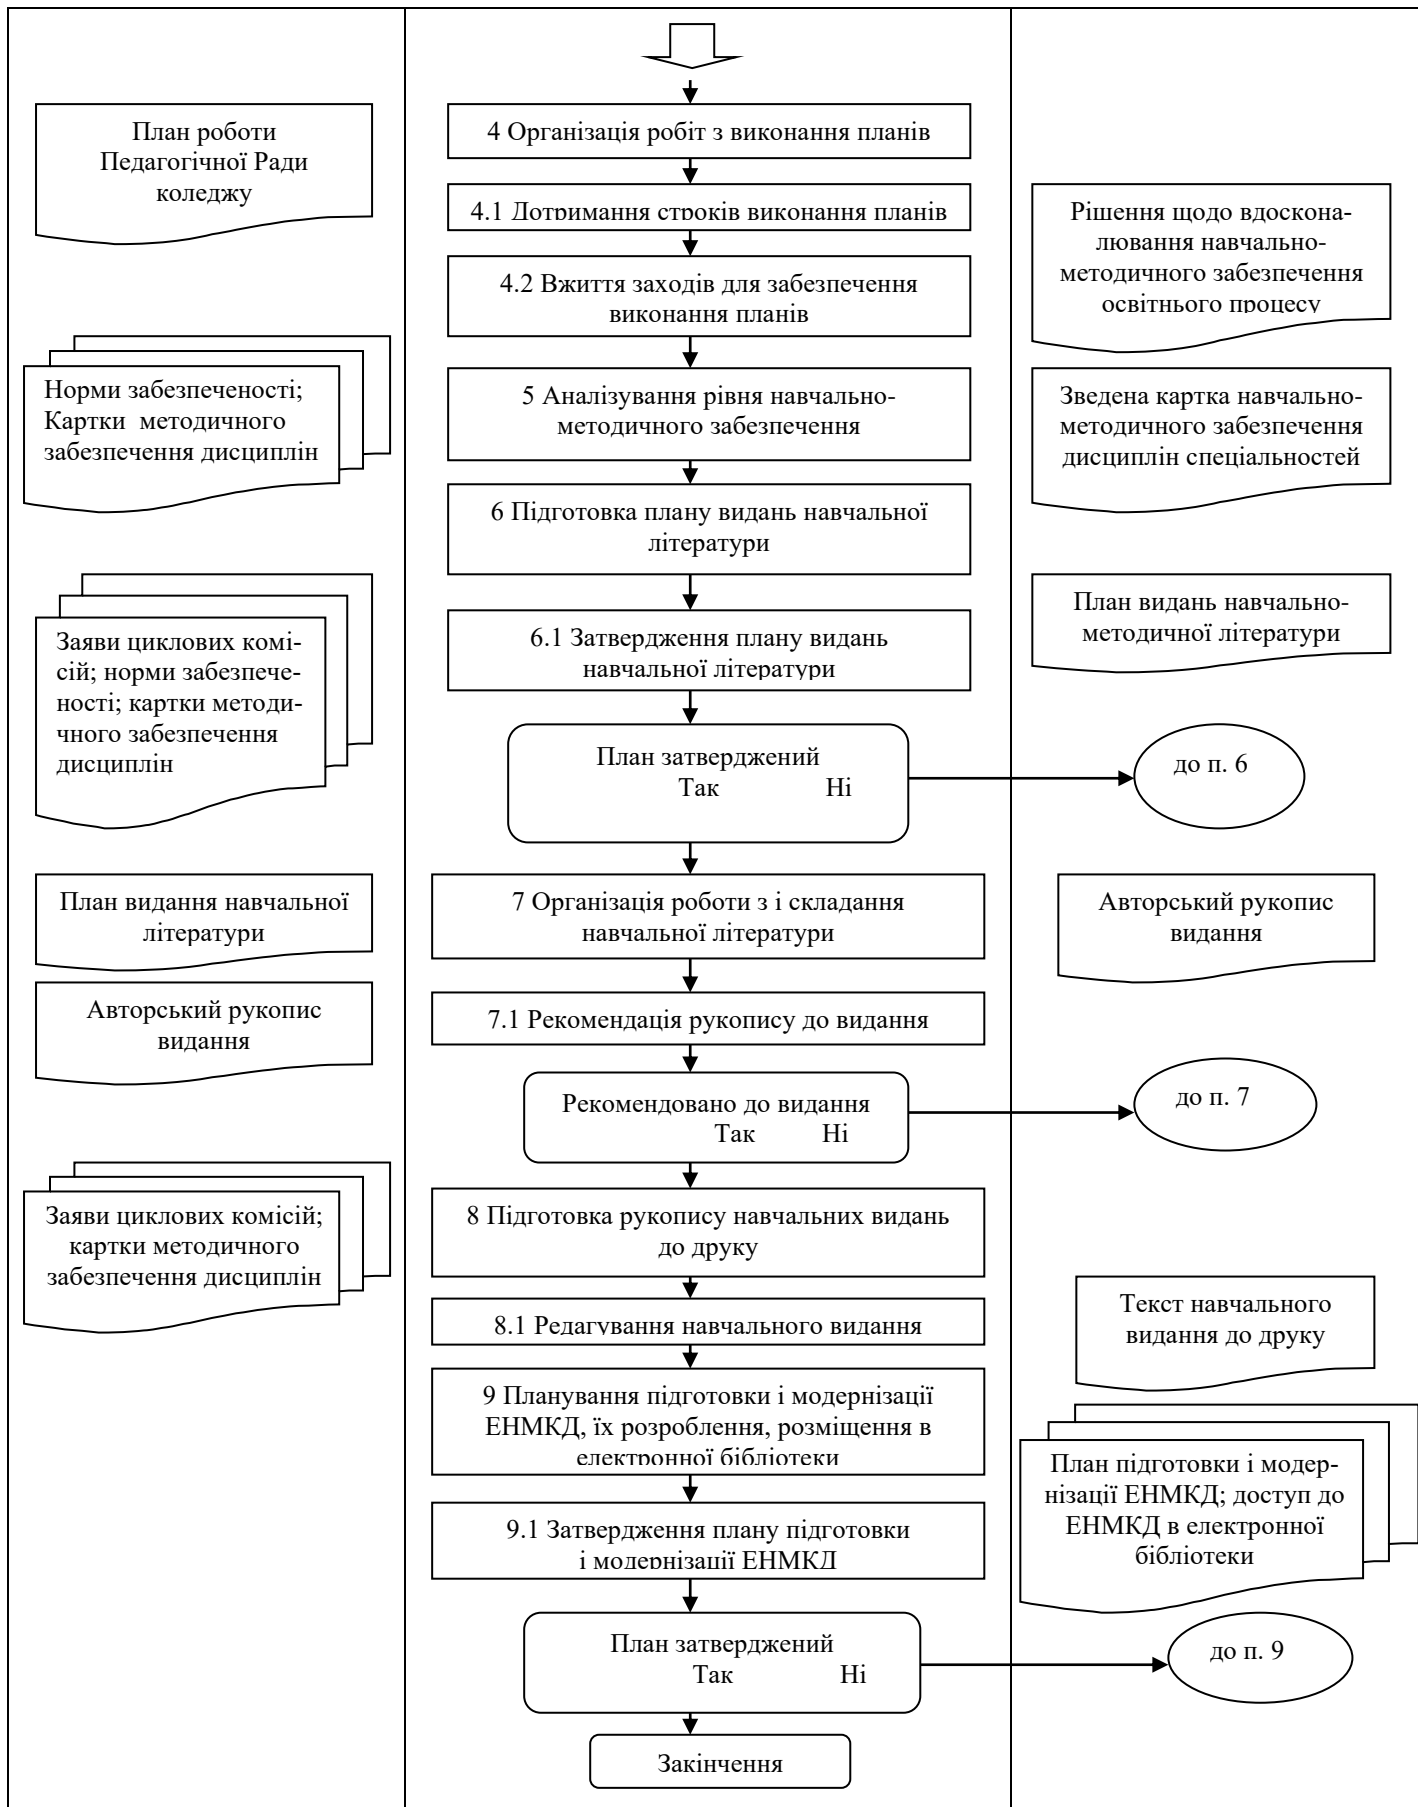 4 Організація робіт з виконання планів
План роботи
Педагогічної Ради
коледжу
4.1 Дотримання строків виконання планів
Рішення щодо вдоскона-
лювання навчально-
методичного забезпечення
освітнього процесу
4.2 Вжиття заходів для забезпечення
виконання планів
Норми забезпеченості;
Картки методичного
забезпечення дисциплін
5 Аналізування рівня навчально-
методичного забезпечення
Зведена картка навчально-
методичного забезпечення
дисциплін спеціальностей
6 Підготовка плану видань навчальної
літератури
Заяви циклових комі-
сій; норми забезпече-
ності; картки методи-
чного забезпечення
дисциплін
6.1 Затвердження плану видань
навчальної літератури
План видань навчально-
методичної літератури
План затверджений
Так Ні
до п. 6
План видання навчальної
літератури
7 Організація роботи з і складання
навчальної літератури
Авторський рукопис
видання
Авторський рукопис
видання
7.1 Рекомендація рукопису до видання
Рекомендовано до видання
Так Ні
до п. 7
Заяви циклових комісій;
картки методичного
забезпечення дисциплін
8 Підготовка рукопису навчальних видань
до друку
8.1 Редагування навчального видання
Текст навчального
видання до друку
9 Планування підготовки і модернізації
ЕНМКД, їх розроблення, розміщення в
електронної бібліотеки
План підготовки і модер-
нізації ЕНМКД; доступ до
ЕНМКД в електронної
бібліотеки
9.1 Затвердження плану підготовки
і модернізації ЕНМКД
План затверджений
Так Ні
до п. 9
Закінчення